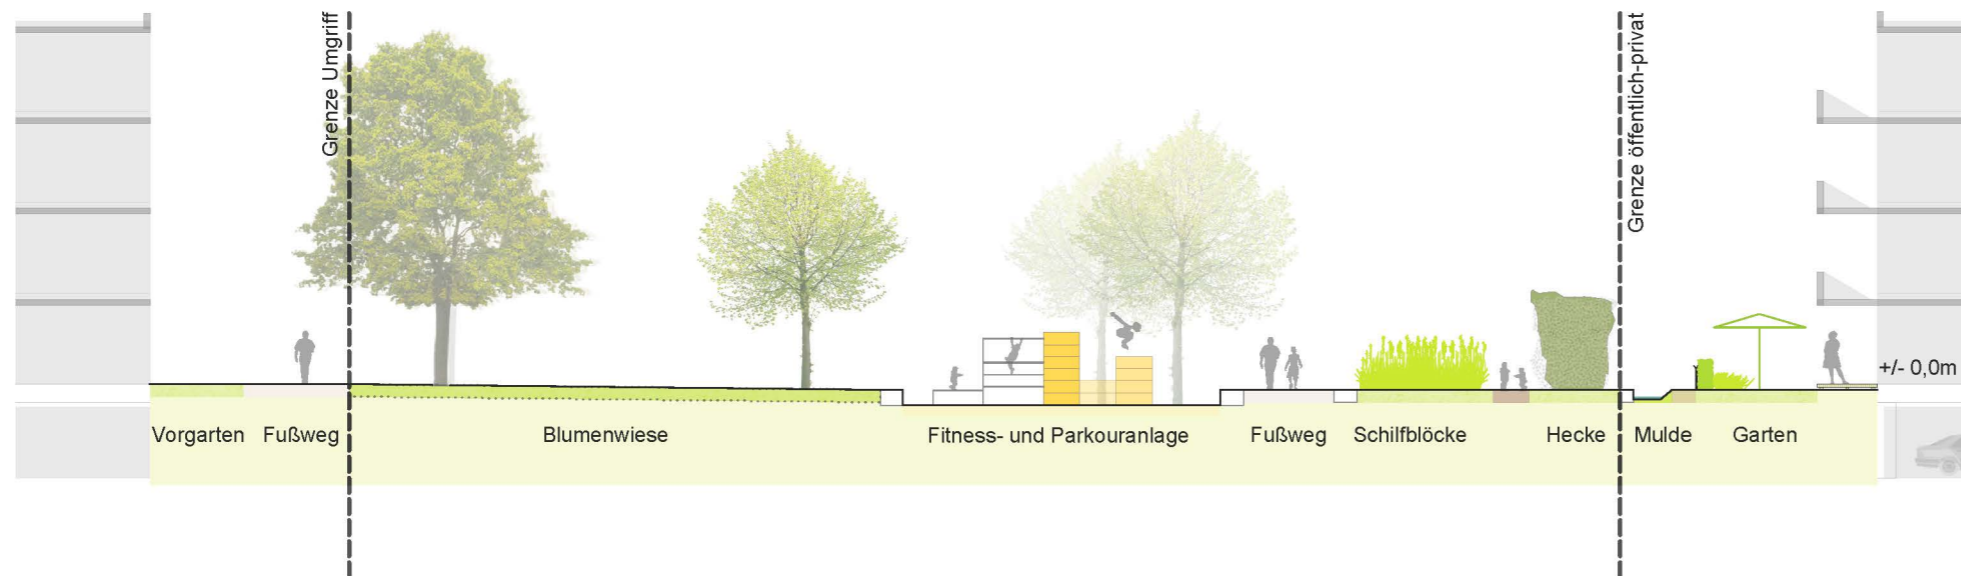 Grenze Umgriff
Grenze öffentlich-privat
+/- 0,0m
Vorgarten
Fußweg
Blumenwiese
Fitness- und Parkouranlage
Fußweg
Schilfblöcke
Hecke
Mulde
Garten